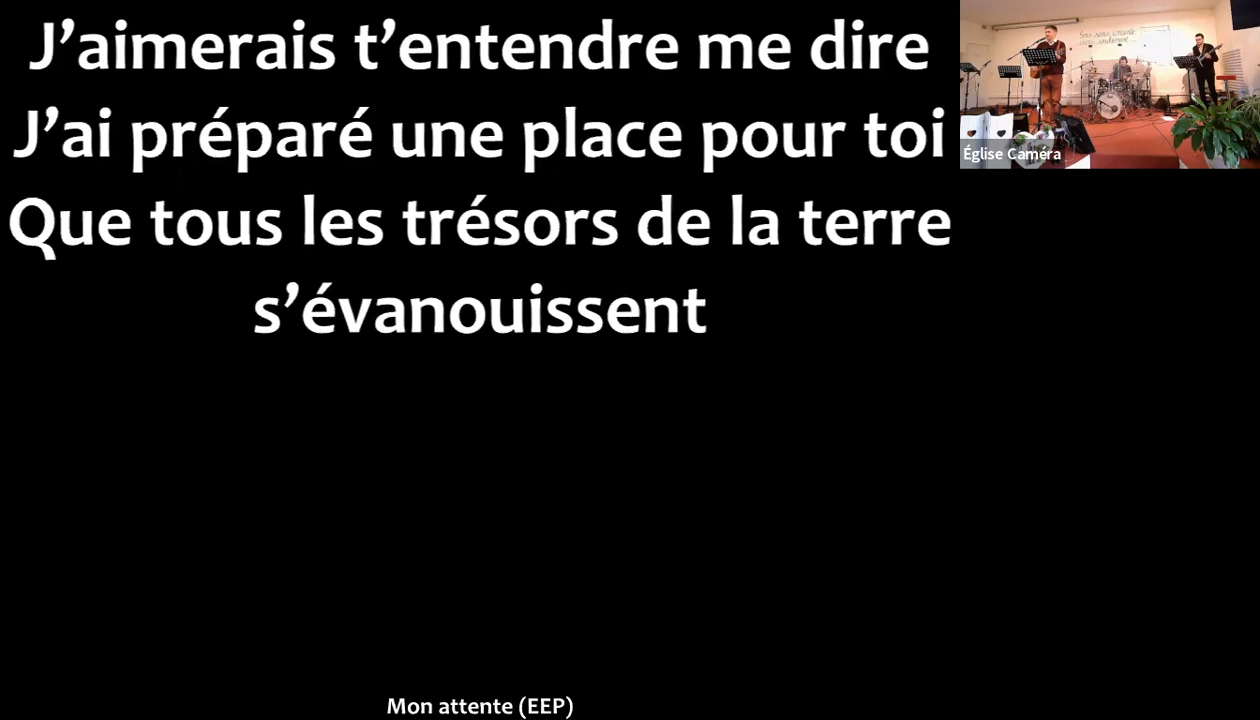 J’aimerais t’entendre me dire
J’ai préparé une place pour toi
Que tous les trésors de la terre
s’évanouissent
Église Caméra
Mon attente (EEP)